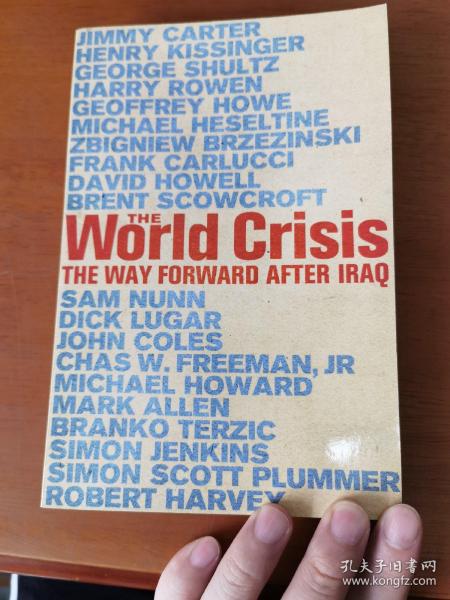 JIMMY CARTER
HENRY KISSINGER
GEORGE SHULTZ
HARRY ROWEN
GEOFFREY HOWE
MICHAEL HESELTINE
ZBIGNIEW BRZEZINSKI
FRANK CARLUCCI
DAVID HOWELL
BRENT SCOWCROFT
THE
World Crisis
THE WAY FORWARD AFTER IRAQ
SAM NUNN
DICK LUGAR
JOHN COLES
CHAS W. FREEMAN, JR
MICHAEL HOWARD
MARK ALLEN
BRANKO TERZIC
SIMON JENKINS
SIMON SCOTT PLUMMER
ROBERT HARVEY
孔夫子旧书网
www.kongfz.com